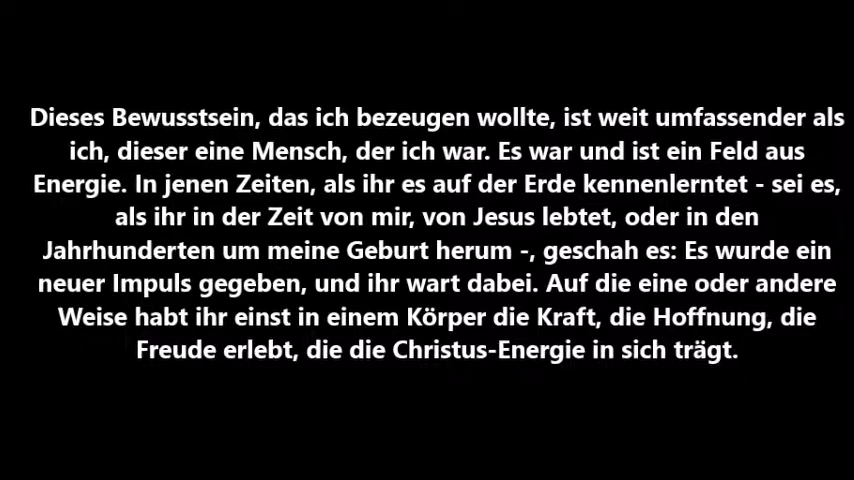 Dieses Bewusstsein, das ich bezeugen wollte, ist weit umfassender als
ich, dieser eine Mensch, der ich war. Es war und ist ein Feld aus
Energie. In jenen Zeiten, als ihr es auf der Erde kennenlerntet - sei es,
als ihr in der Zeit von mir, von Jesus lebtet, oder in den
Jahrhunderten um meine Geburt herum -, geschah es: Es wurde ein
neuer Impuls gegeben, und ihr wart dabei. Auf die eine oder andere
Weise habt ihr einst in einem Körper die Kraft, die Hoffnung, die
Freude erlebt, die die Christus-Energie in sich trägt.